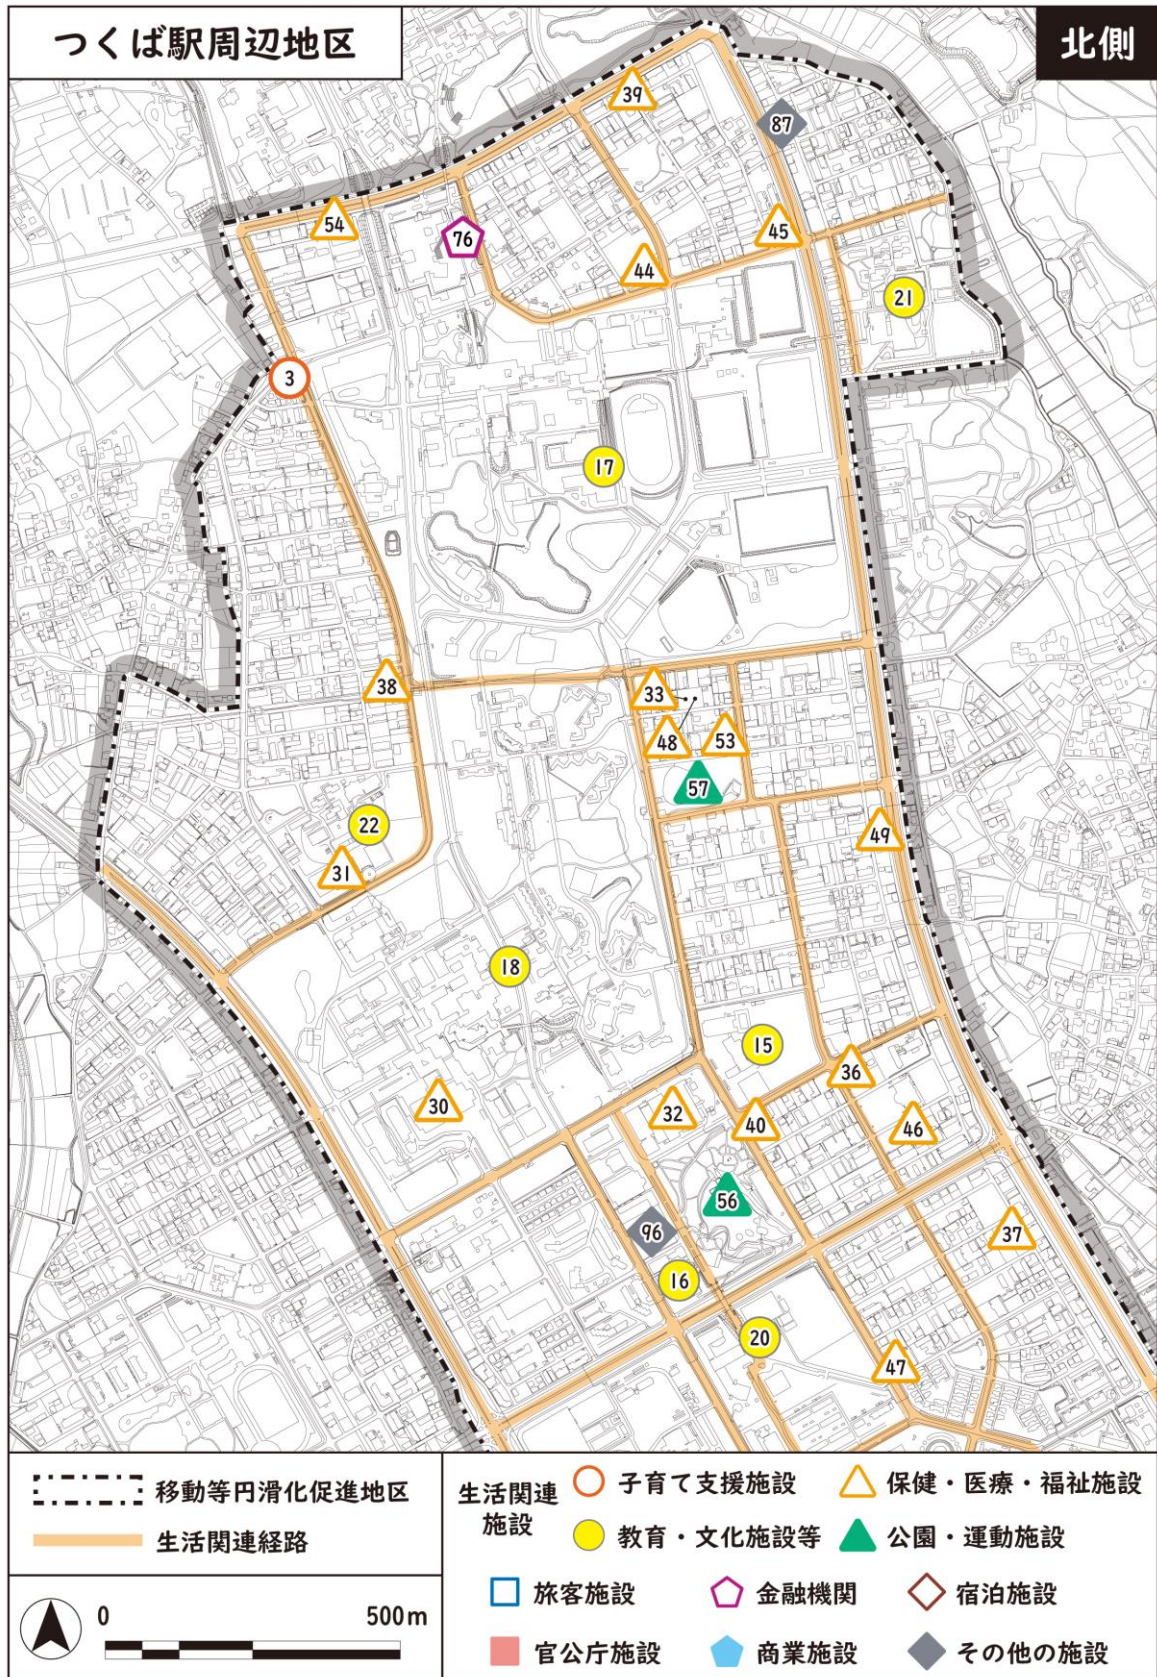 つくば駅周辺地区
北側
39
87
54
76
45
44
21
3
17
38
33
48
53
57
22
49
31
18
15
36
30
32
40
46
56
96
37
16
20
47
移動等円滑化促進地区
生活関連経路
0 500m
生活関連
施設
子育て支援施設 保健・医療・福祉施設
教育・文化施設等 公園・運動施設
旅客施設 金融機関 宿泊施設
官公庁施設 商業施設 その他の施設